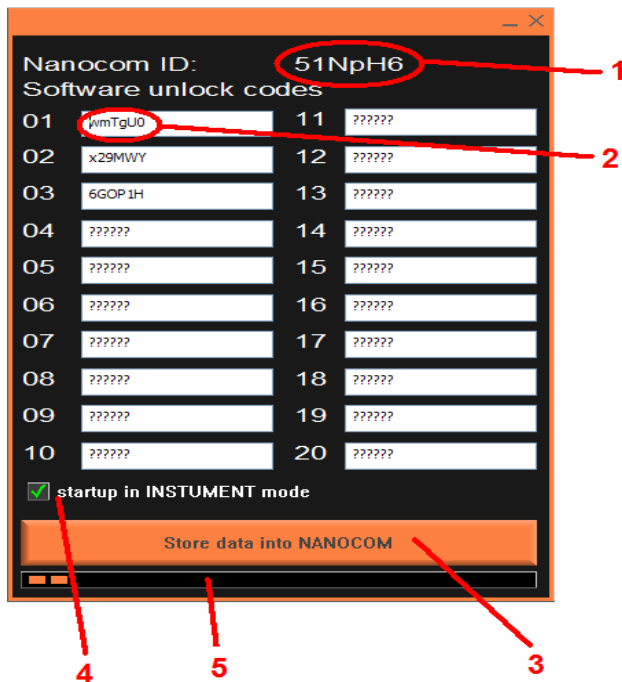 Nanocom ID: 51NpH6 1
Software unlock codes
01 wmTgU0 11 ??????
02 x29MWY 12 ?????? 2
03 6GOP1H 13 ??????
04 ?????? 14 ??????
05 ?????? 15 ??????
06 ?????? 16 ??????
07 ?????? 17 ??????
08 ?????? 18 ??????
09 ?????? 19 ??????
10 ?????? 20 ??????
startup in INSTUMENT mode
Store data into NANOCOM
4 5 3